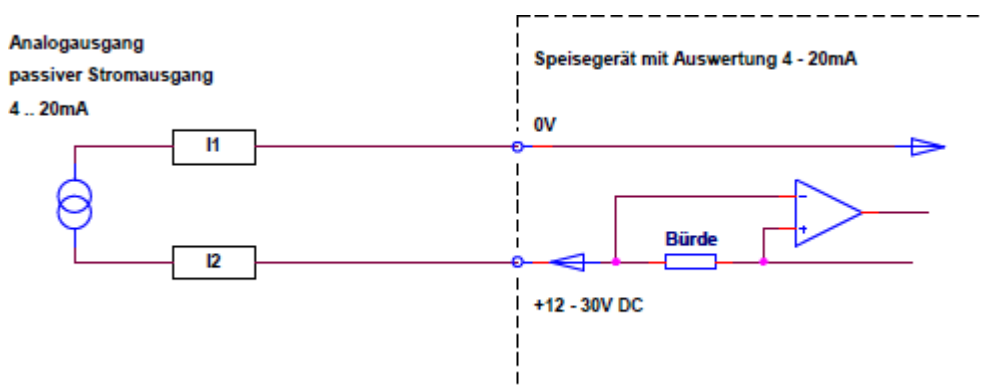 Analogausgang
passiver Stromausgang
4 .. 20mA
Speisegerät mit Auswertung 4 - 20mA
0V
I1
I2
-
+
Bürde
+12 - 30V DC